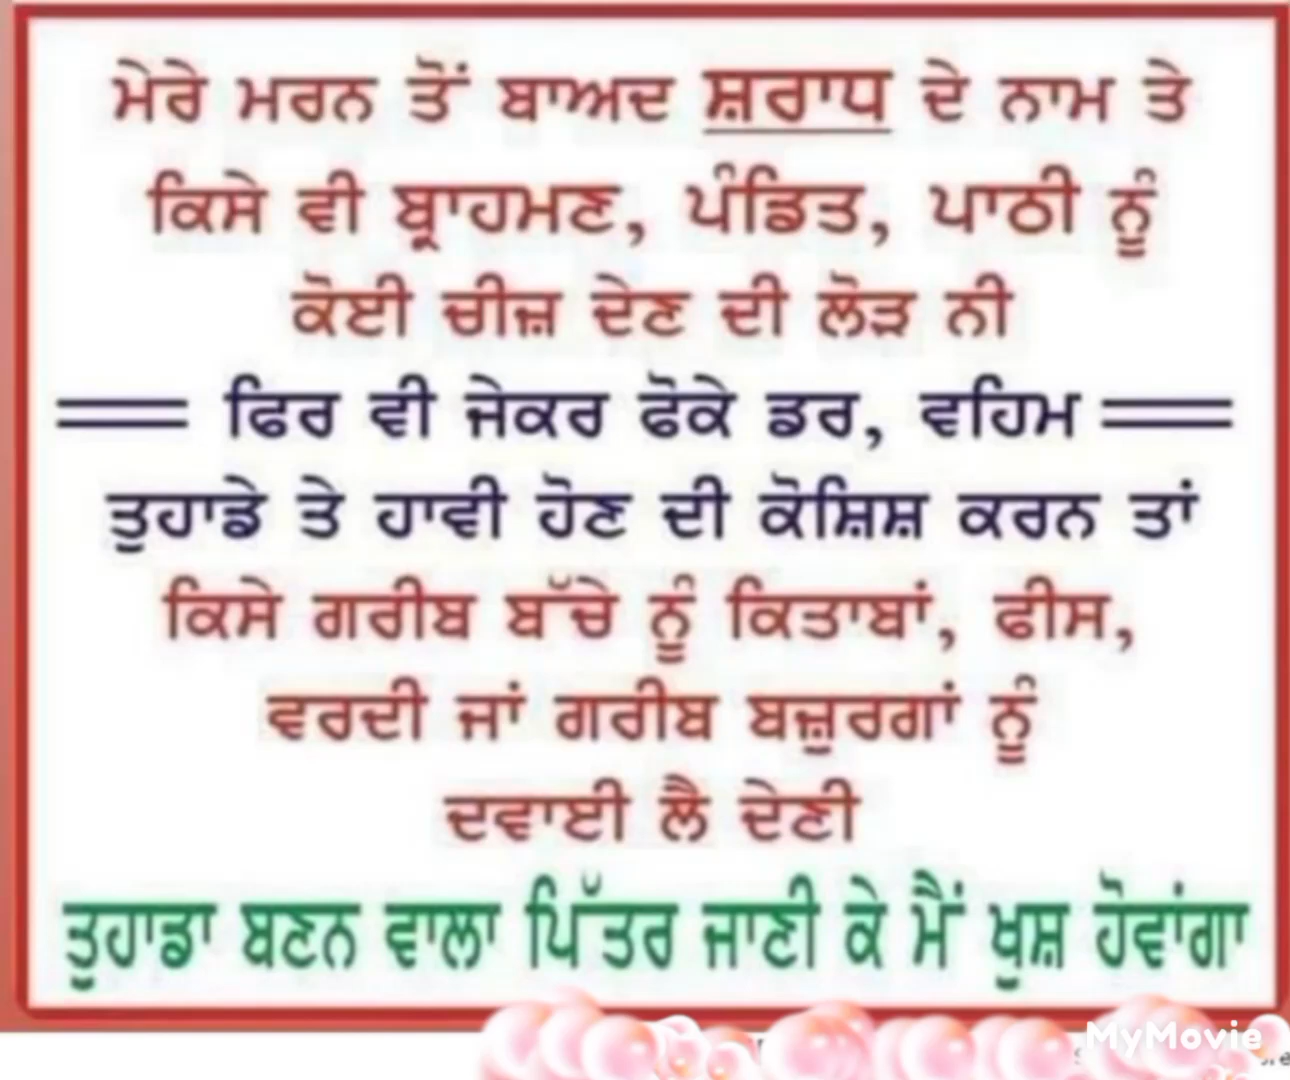 ਮੇਰੇ ਮਰਨ ਤੋਂ ਬਾਅਦ ਸ਼ਰਾਧ ਦੇ ਨਾਮ ਤੇ
ਕਿਸੇ ਵੀ ਬ੍ਰਾਹਮਣ, ਪੰਡਿਤ, ਪਾਠੀ ਨੂੰ
ਕੋਈ ਚੀਜ਼ ਦੇਣ ਦੀ ਲੋੜ ਨੀ
ਫਿਰ ਵੀ ਜੇਕਰ ਫੋਕੇ ਡਰ, ਵਹਿਮ
ਤੁਹਾਡੇ ਤੇ ਹਾਵੀ ਹੋਣ ਦੀ ਕੋਸ਼ਿਸ਼ ਕਰਨ ਤਾਂ
ਕਿਸੇ ਗਰੀਬ ਬੱਚੇ ਨੂੰ ਕਿਤਾਬਾਂ, ਫੀਸ,
ਵਰਦੀ ਜਾਂ ਗਰੀਬ ਬਜ਼ੁਰਗਾਂ ਨੂੰ
ਦਵਾਈ ਲੈ ਦੇਣੀ
ਤੁਹਾਡਾ ਬਣਨ ਵਾਲਾ ਪਿੱਤਰ ਜਾਣੀ ਕੇ ਮੈਂ ਖੁਸ਼ ਹੋਵਾਂਗਾ
MyMovie